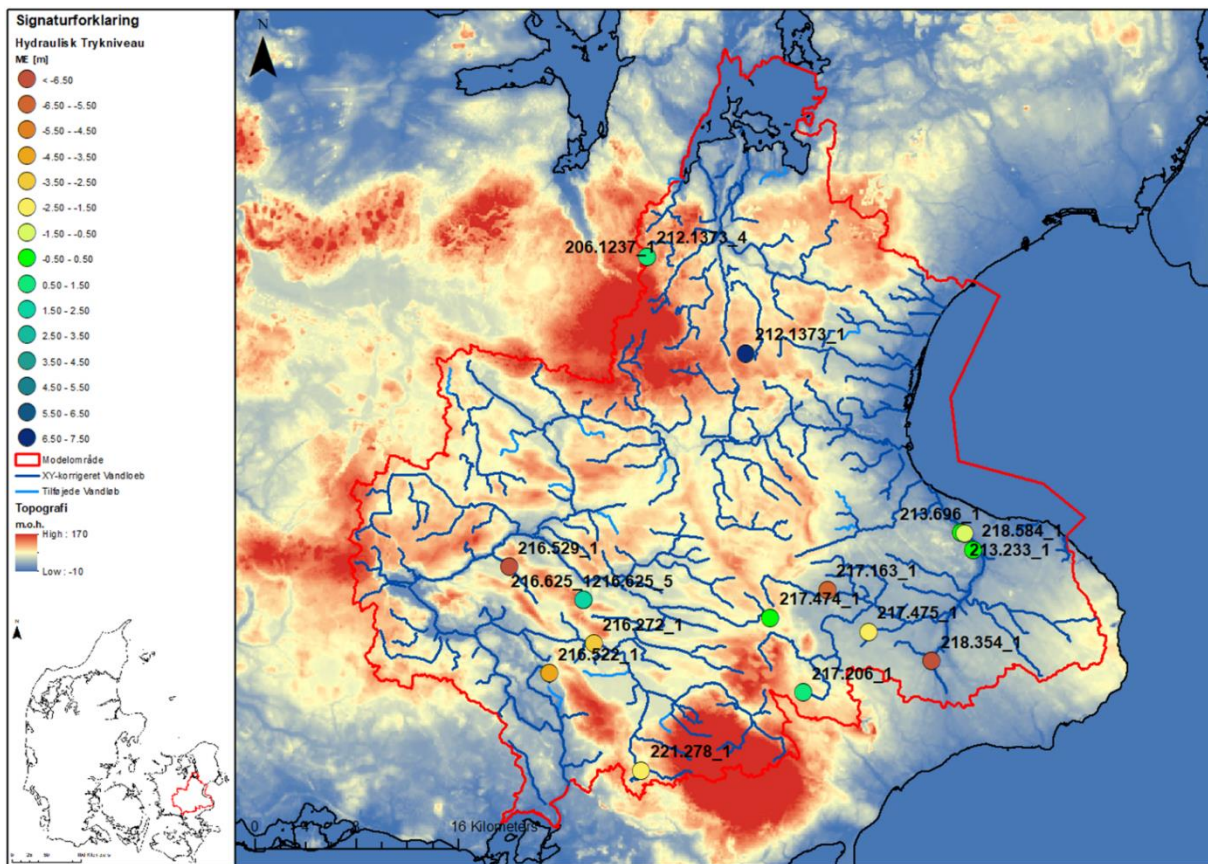 Signaturforklaring
Hydraulisk Trykniveau
ME [m]
< -6.50
-6.50 - -5.50
-5.50 - -4.50
-4.50 - -3.50
-3.50 - -2.50
-2.50 - -1.50
-1.50 - -0.50
-0.50 - 0.50
0.50 - 1.50
1.50 - 2.50
2.50 - 3.50
3.50 - 4.50
4.50 - 5.50
5.50 - 6.50
6.50 - 7.50
Modelområde
XY-korrigeret Vandloeb
Tilføjede Vandløb
Topografi
m.o.h.
High : 170
Low : -10
N
N
206.1237_1
212.1373_4
212.1373_1
213.696_1
218.584_1
213.233_1
216.529_1
216.625_1216.625_5
217.163_1
217.474_1
217.475_1
216.272_1
218.354_1
216.522_1
217.206_1
221.278_1
0 4 8 16 Kilometers